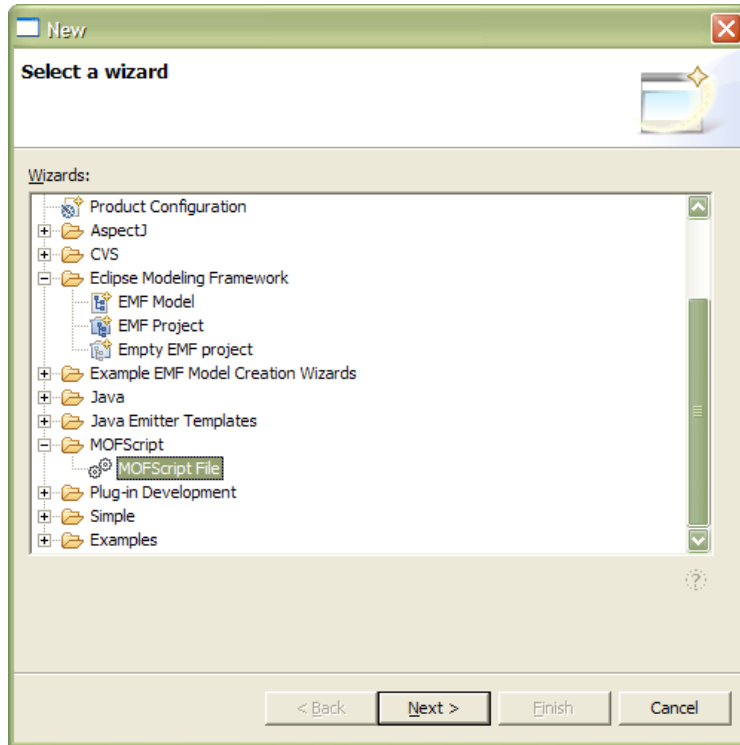 New
Select a wizard
Wizards:
Product Configuration
AspectJ
CVS
Eclipse Modeling Framework
EMF Model
EMF Project
Empty EMF project
Example EMF Model Creation Wizards
Java
Java Emitter Templates
MOFScript
MOFScript File
Plug-in Development
Simple
Examples
?
< Back Next > Finish Cancel